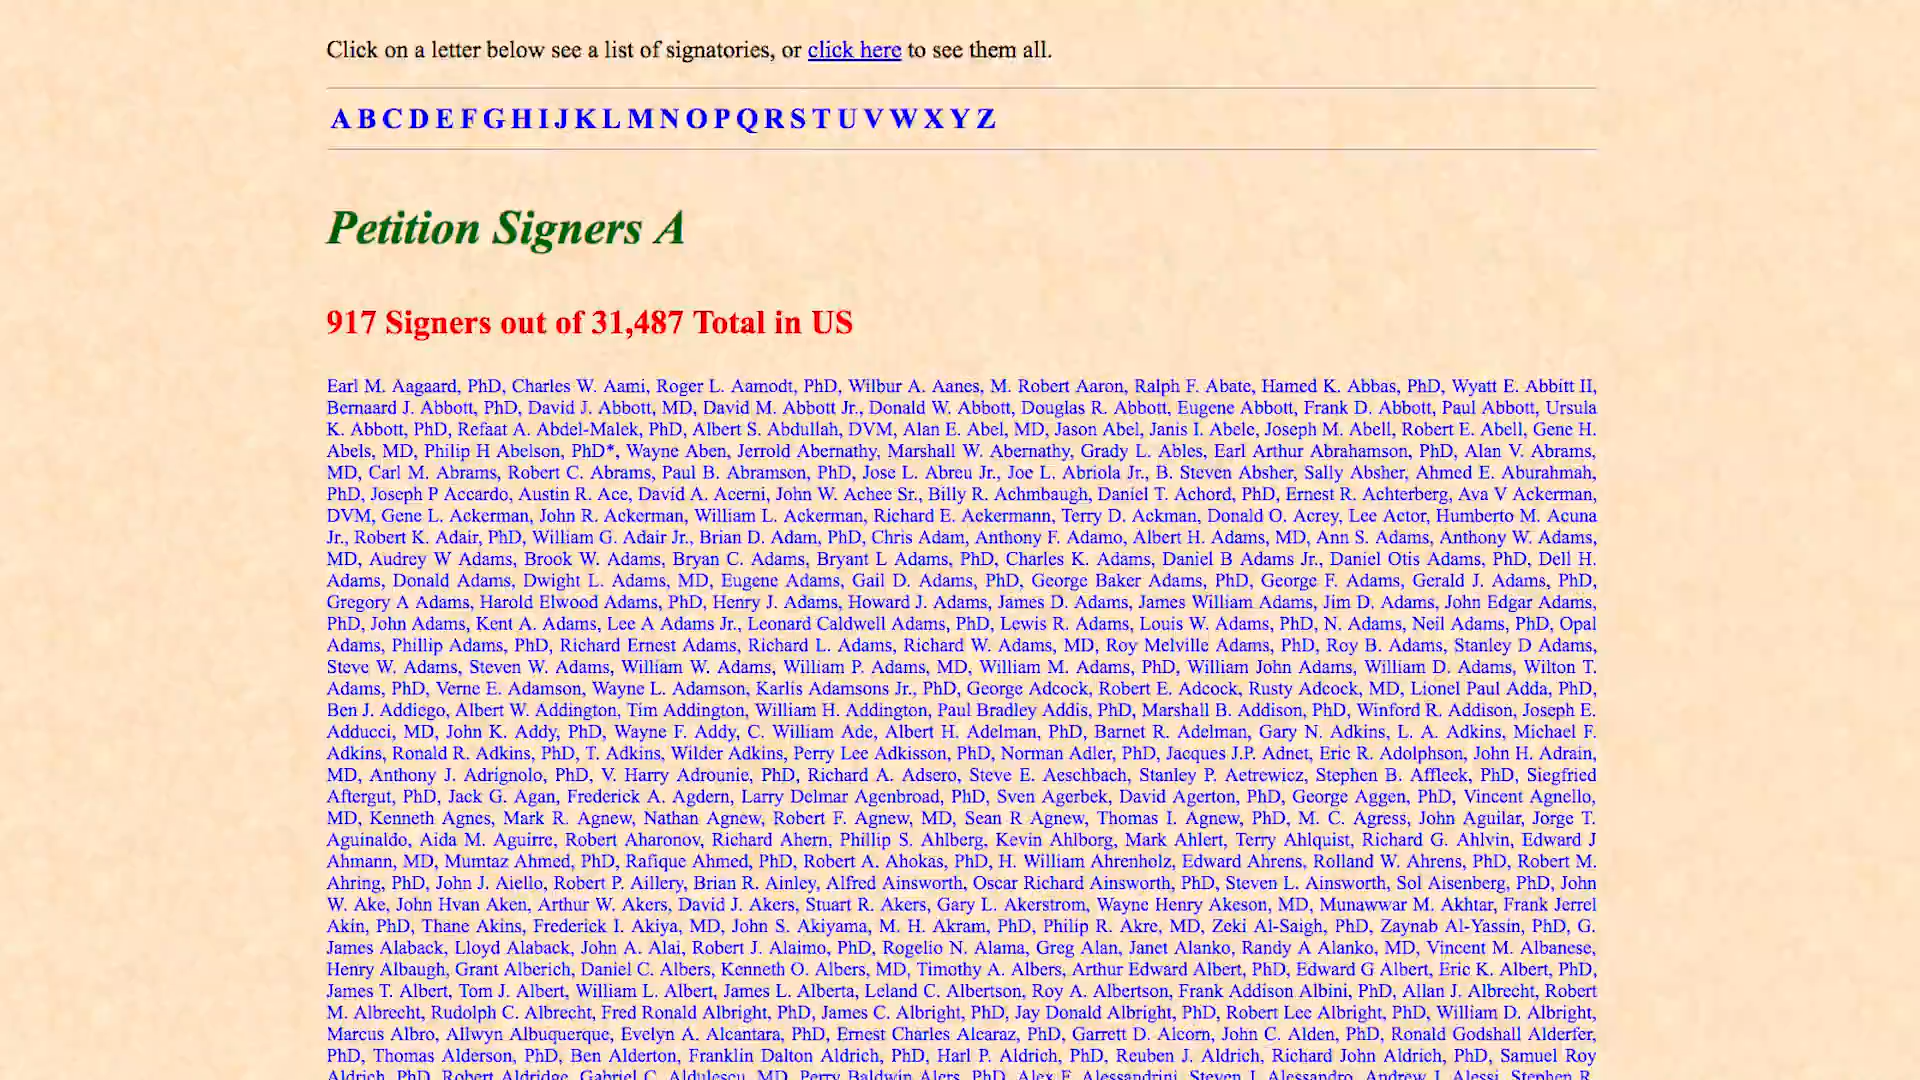 Click on a letter below see a list of signatories, or click here to see them all.
A B C D E F G H I J K L M N O P Q R S T U V W X Y Z
Petition Signers A
917 Signers out of 31,487 Total in US
Earl M. Aagaard, PhD, Charles W. Aami, Roger L. Aamodt, PhD, Wilbur A. Aanes, M. Robert Aaron, Ralph F. Abate, Hamed K. Abbas, PhD, Wyatt E. Abbitt II,
Bernaard J. Abbott, PhD, David J. Abbott, MD, David M. Abbott Jr., Donald W. Abbott, Douglas R. Abbott, Eugene Abbott, Frank D. Abbott, Paul Abbott, Ursula
K. Abbott, PhD, Refaat A. Abdel-Malek, PhD, Albert S. Abdullah, DVM, Alan E. Abel, MD, Jason Abel, Janis I. Abele, Joseph M. Abell, Robert E. Abell, Gene H.
Abels, MD, Philip H Abelson, PhD*, Wayne Aben, Jerrold Abernathy, Marshall W. Abernathy, Grady L. Ables, Earl Arthur Abrahamson, PhD, Alan V. Abrams,
MD, Carl M. Abrams, Robert C. Abrams, Paul B. Abramson, PhD, Jose L. Abreu Jr., Joe L. Abriola Jr., B. Steven Absher, Sally Absher, Ahmed E. Aburahmah,
PhD, Joseph P Accardo, Austin R. Ace, David A. Acerni, John W. Achee Sr., Billy R. Achmbaugh, Daniel T. Achord, PhD, Ernest R. Achterberg, Ava V Ackerman,
DVM, Gene L. Ackerman, John R. Ackerman, William L. Ackerman, Richard E. Ackermann, Terry D. Ackman, Donald O. Acrey, Lee Actor, Humberto M. Acuna
Jr., Robert K. Adair, PhD, William G. Adair Jr., Brian D. Adam, PhD, Chris Adam, Anthony F. Adamo, Albert H. Adams, MD, Ann S. Adams, Anthony W. Adams,
MD, Audrey W Adams, Brook W. Adams, Bryan C. Adams, Bryant L Adams, PhD, Charles K. Adams, Daniel B Adams Jr., Daniel Otis Adams, PhD, Dell H.
Adams, Donald Adams, Dwight L. Adams, MD, Eugene Adams, Gail D. Adams, PhD, George Baker Adams, PhD, George F. Adams, Gerald J. Adams, PhD,
Gregory A Adams, Harold Elwood Adams, PhD, Henry J. Adams, Howard J. Adams, James D. Adams, James William Adams, Jim D. Adams, John Edgar Adams,
PhD, John Adams, Kent A. Adams, Lee A Adams Jr., Leonard Caldwell Adams, PhD, Lewis R. Adams, Louis W. Adams, PhD, N. Adams, Neil Adams, PhD, Opal
Adams, Phillip Adams, PhD, Richard Ernest Adams, Richard L. Adams, Richard W. Adams, MD, Roy Melville Adams, PhD, Roy B. Adams, Stanley D Adams,
Steve W. Adams, Steven W. Adams, William W. Adams, William P. Adams, MD, William M. Adams, PhD, William John Adams, William D. Adams, Wilton T.
Adams, PhD, Verne E. Adamson, Wayne L. Adamson, Karlis Adamsons Jr., PhD, George Adcock, Robert E. Adcock, Rusty Adcock, MD, Lionel Paul Adda, PhD,
Ben J. Addiego, Albert W. Addington, Tim Addington, William H. Addington, Paul Bradley Addis, PhD, Marshall B. Addison, PhD, Winford R. Addison, Joseph E.
Adducci, MD, John K. Addy, PhD, Wayne F. Addy, C. William Ade, Albert H. Adelman, PhD, Barnet R. Adelman, Gary N. Adkins, L. A. Adkins, Michael F.
Adkins, Ronald R. Adkins, PhD, T. Adkins, Wilder Adkins, Perry Lee Adkisson, PhD, Norman Adler, PhD, Jacques J.P. Adnet, Eric R. Adolphson, John H. Adrain,
MD, Anthony J. Adrignolo, PhD, V. Harry Adrounie, PhD, Richard A. Adsero, Steve E. Aeschbach, Stanley P. Aetrewicz, Stephen B. Affleck, PhD, Siegfried
Aftergut, PhD, Jack G. Agan, Frederick A. Agdern, Larry Delmar Agenbroad, PhD, Sven Agerbek, David Agerton, PhD, George Aggen, PhD, Vincent Agnello,
MD, Kenneth Agnes, Mark R. Agnew, Nathan Agnew, Robert F. Agnew, MD, Sean R Agnew, Thomas I. Agnew, PhD, M. C. Agress, John Aguilar, Jorge T.
Aguinaldo, Aida M. Aguirre, Robert Aharonov, Richard Ahern, Phillip S. Ahlberg, Kevin Ahlborg, Mark Ahlert, Terry Ahlquist, Richard G. Ahlvin, Edward J
Ahmann, MD, Mumtaz Ahmed, PhD, Rafique Ahmed, PhD, Robert A. Ahokas, PhD, H. William Ahrenholz, Edward Ahrens, Rolland W. Ahrens, PhD, Robert M.
Ahring, PhD, John J. Aiello, Robert P. Aillery, Brian R. Ainley, Alfred Ainsworth, Oscar Richard Ainsworth, PhD, Steven L. Ainsworth, Sol Aisenberg, PhD, John
W. Ake, John Hvan Aken, Arthur W. Akers, David J. Akers, Stuart R. Akers, Gary L. Akerstrom, Wayne Henry Akeson, MD, Munawwar M. Akhtar, Frank Jerrel
Akin, PhD, Thane Akins, Frederick I. Akiya, MD, John S. Akiyama, M. H. Akram, PhD, Philip R. Akre, MD, Zeki Al-Saigh, PhD, Zaynab Al-Yassin, PhD, G.
James Alaback, Lloyd Alaback, John A. Alai, Robert J. Alaimo, PhD, Rogelio N. Alama, Greg Alan, Janet Alanko, Randy A Alanko, MD, Vincent M. Albanese,
Henry Albaugh, Grant Alberich, Daniel C. Albers, Kenneth O. Albers, MD, Timothy A. Albers, Arthur Edward Albert, PhD, Edward G Albert, Eric K. Albert, PhD,
James T. Albert, Tom J. Albert, William L. Albert, James L. Alberta, Leland C. Albertson, Roy A. Albertson, Frank Addison Albini, PhD, Allan J. Albrecht, Robert
M. Albrecht, Rudolph C. Albrecht, Fred Ronald Albright, PhD, James C. Albright, PhD, Jay Donald Albright, PhD, Robert Lee Albright, PhD, William D. Albright,
Marcus Albro, Allwyn Albuquerque, Evelyn A. Alcantara, PhD, Ernest Charles Alcaraz, PhD, Garrett D. Alcorn, John C. Alden, PhD, Ronald Godshall Alderfer,
PhD, Thomas Alderson, PhD, Ben Alderton, Franklin Dalton Aldrich, PhD, Harl P. Aldrich, PhD, Reuben J. Aldrich, Richard John Aldrich, PhD, Samuel Roy
Aldrich, PhD, Robert Aldridge, Gabriel C. Aldulescu, MD, Perry Baldwin Alers, PhD, Alex F. Alessandrini, Steven J. Alessandro, Andrew J. Alessi, Stephen R.